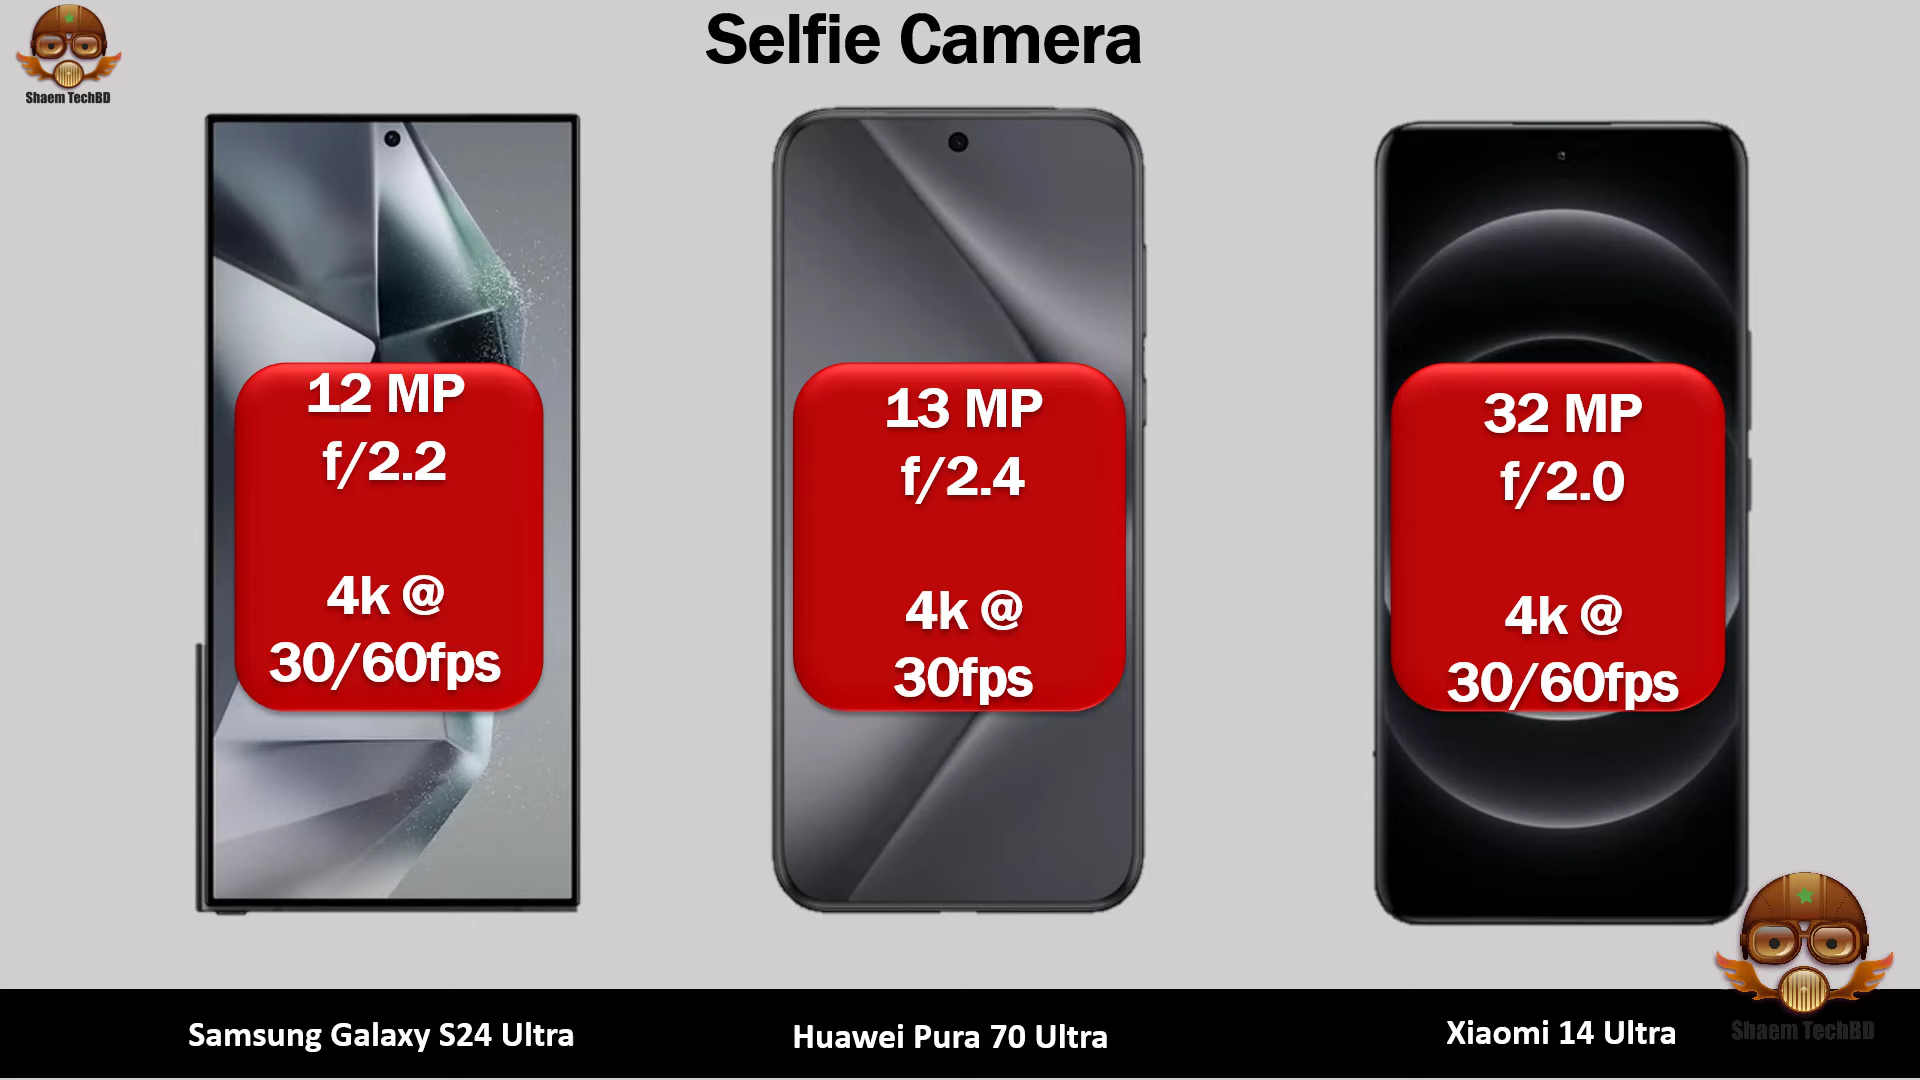 Selfie Camera
Shaem TechBD
12 MP
f/2.2
4k @
30/60fps
13 MP
f/2.4
4k @
30fps
32 MP
f/2.0
4k @
30/60fps
Samsung Galaxy S24 Ultra
Huawei Pura 70 Ultra
Xiaomi 14 Ultra
Shaem TechBD